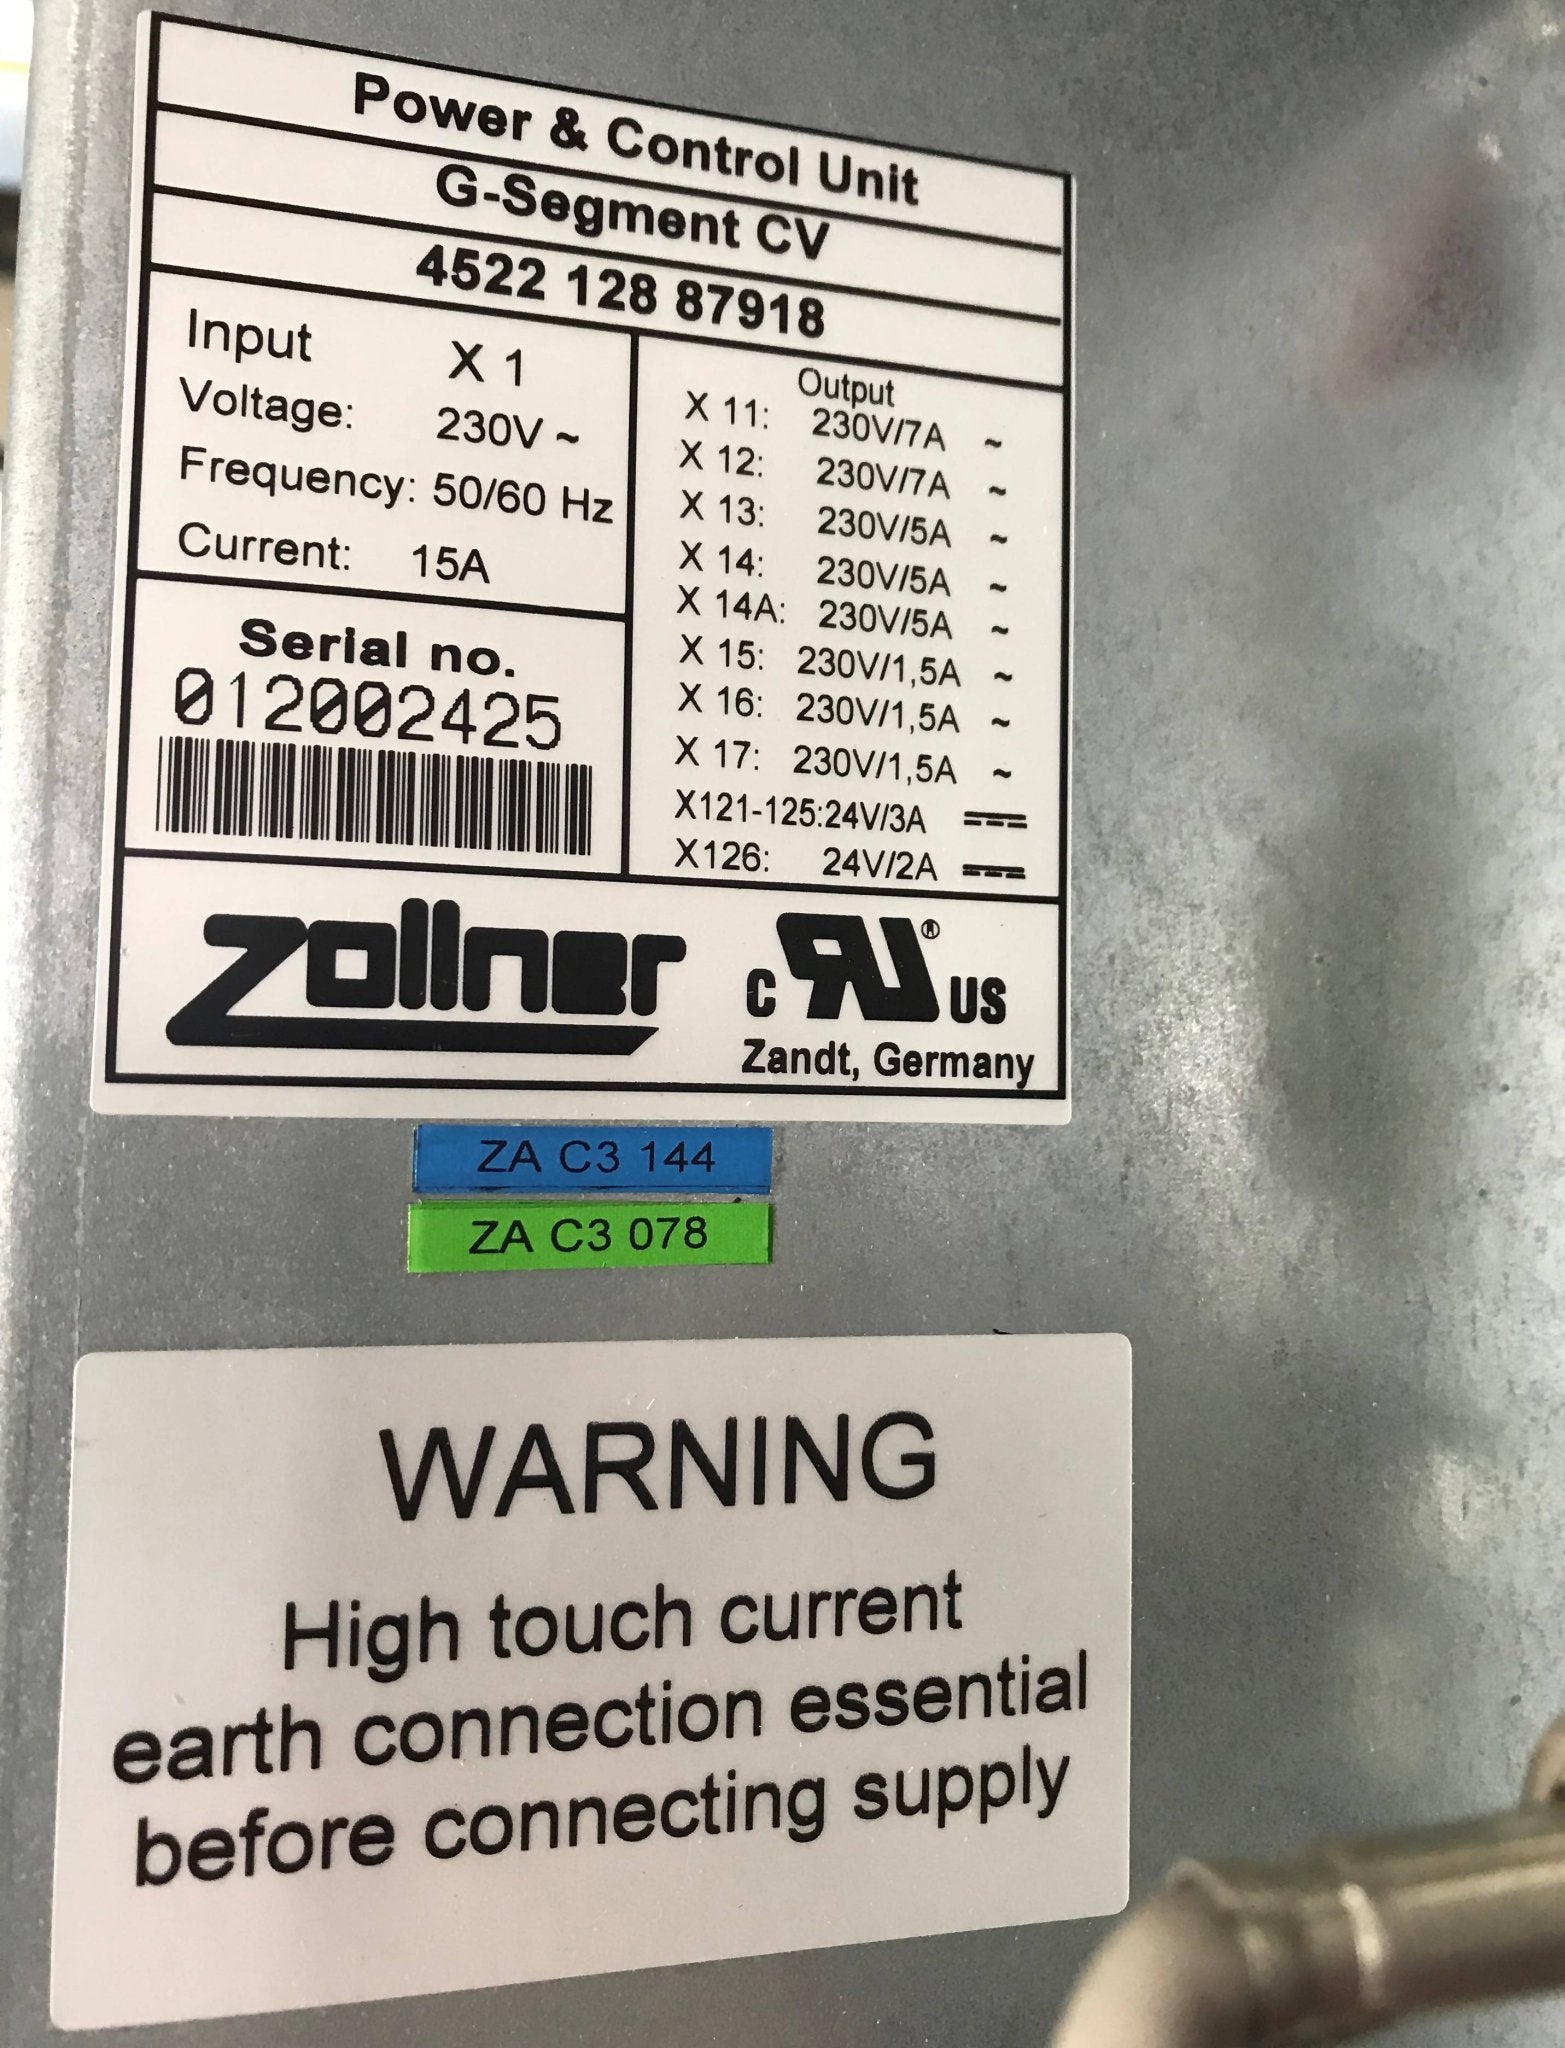 Power & Control Unit
G-Segment CV
4522 128 87918
Input X 1
Voltage: 230V ~
Frequency: 50/60 Hz
Current: 15A
Serial no.
012002425
Output
X 11: 230V/7A ~
X 12: 230V/7A ~
X 13: 230V/5A ~
X 14: 230V/5A ~
X 14A: 230V/5A ~
X 15: 230V/1,5A ~
X 16: 230V/1,5A ~
X 17: 230V/1,5A ~
X121-125:24V/3A ⎓
X126: 24V/2A ⎓
zollner
c RU ® US
Zandt, Germany
ZA C3 144
ZA C3 078
WARNING
High touch current
earth connection essential
before connecting supply